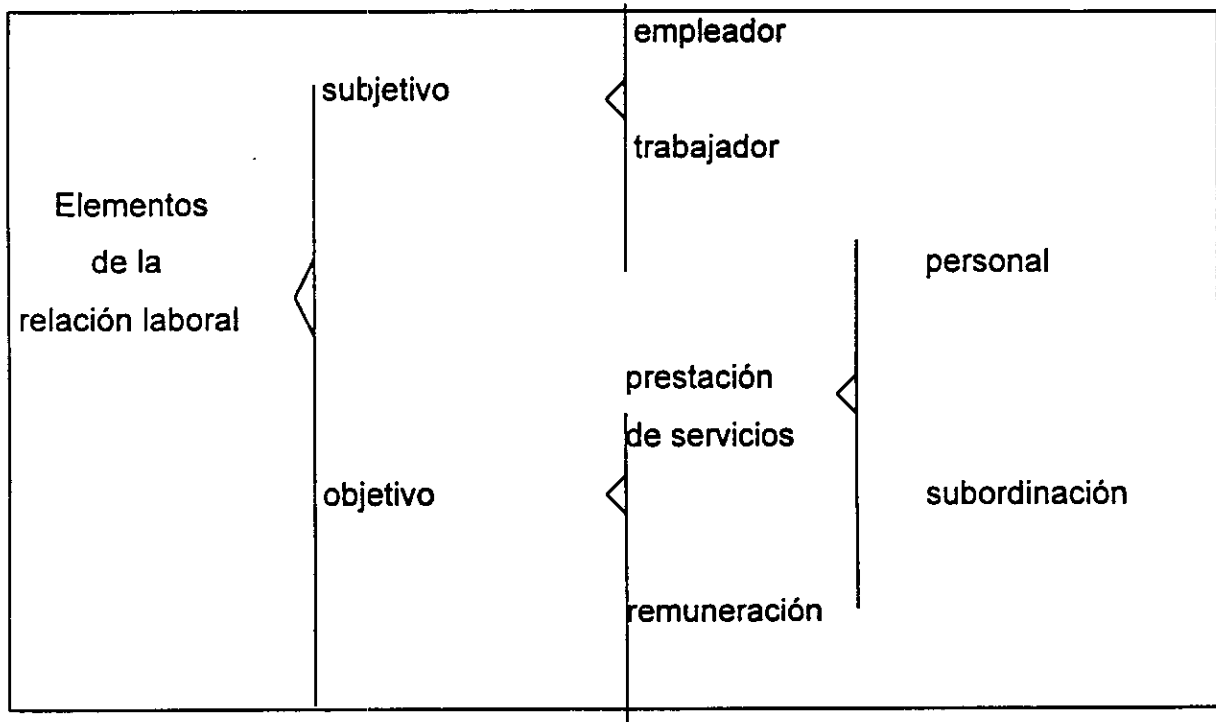 Elementos
de la
relación laboral
subjetivo
empleador
trabajador
objetivo
prestación
de servicios
personal
subordinación
remuneración